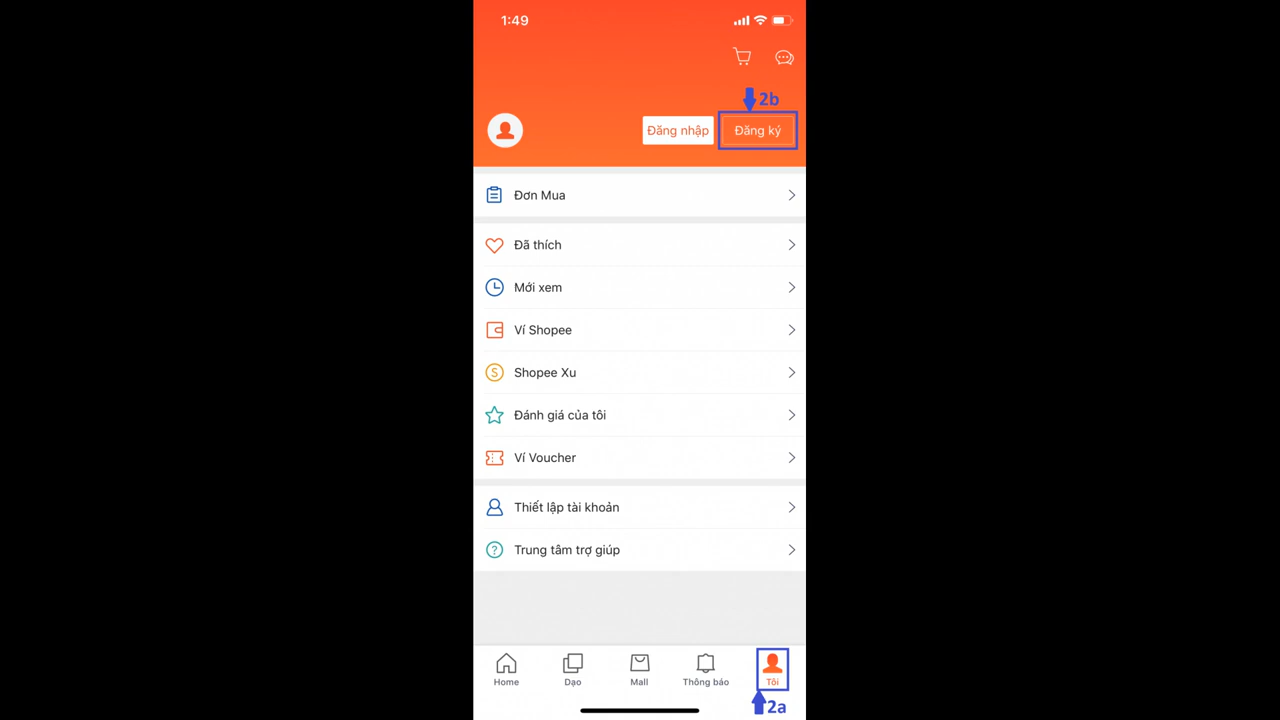 1:49
2b
Đăng nhập
Đăng ký
Đơn Mua
Đã thích
Mới xem
Ví Shopee
Shopee Xu
Đánh giá của tôi
Ví Voucher
Thiết lập tài khoản
Trung tâm trợ giúp
Home
Dạo
Mall
Thông báo
Tôi
2a